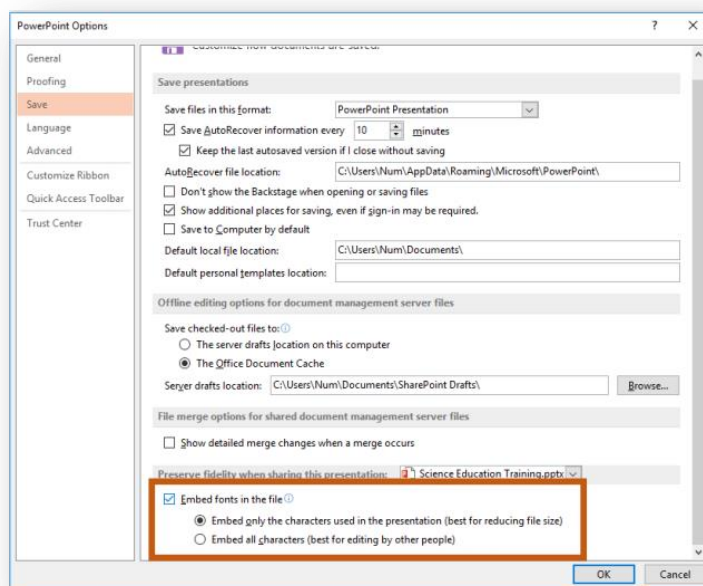 PowerPoint Options
?
General
Proofing
Save
Language
Advanced
Customize Ribbon
Quick Access Toolbar
Trust Center
Customize how documents are saved.
Save presentations
Save files in this format: PowerPoint Presentation
Save AutoRecover information every 10 minutes
Keep the last autosaved version if I close without saving
AutoRecover file location: C:\Users\Num\AppData\Roaming\Microsoft\PowerPoint\
Don't show the Backstage when opening or saving files
Show additional places for saving, even if sign-in may be required.
Save to Computer by default
Default local file location: C:\Users\Num\Documents\
Default personal templates location:
Offline editing options for document management server files
Save checked-out files to:
The server drafts location on this computer
The Office Document Cache
Server drafts location: C:\Users\Num\Documents\SharePoint Drafts\ Browse...
File merge options for shared document management server files
Show detailed merge changes when a merge occurs
Preserve fidelity when sharing this presentation: Science Education Training.pptx
Embed fonts in the file
Embed only the characters used in the presentation (best for reducing file size)
Embed all characters (best for editing by other people)
OK Cancel